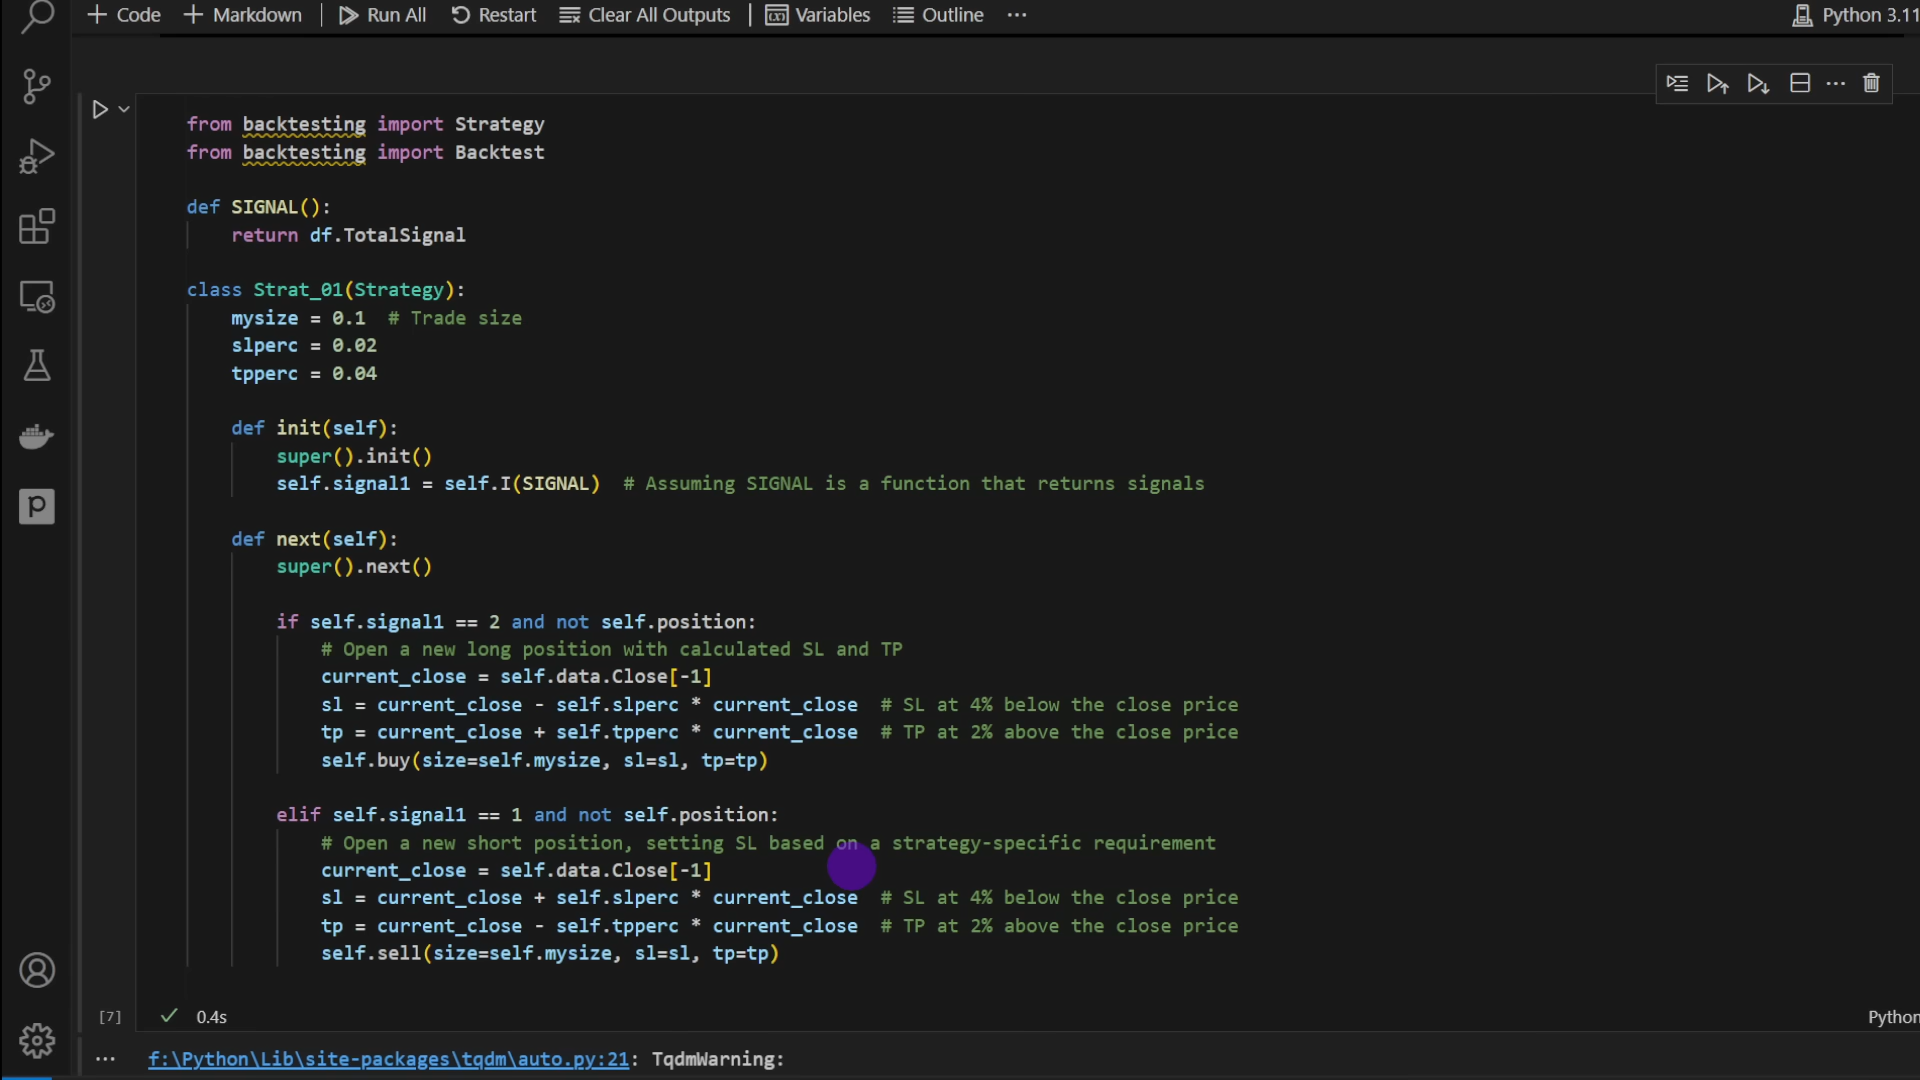 + Code + Markdown | Run All Restart Clear All Outputs | Variables Outline ...
Python 3.11
from backtesting import Strategy
from backtesting import Backtest
def SIGNAL():
    return df.TotalSignal
class Strat_01(Strategy):
    mysize = 0.1  # Trade size
    slperc = 0.02
    tpperc = 0.04
    def init(self):
        super().init()
        self.signal1 = self.I(SIGNAL)  # Assuming SIGNAL is a function that returns signals
    def next(self):
        super().next()
        if self.signal1 == 2 and not self.position:
            # Open a new long position with calculated SL and TP
            current_close = self.data.Close[-1]
            sl = current_close - self.slperc * current_close  # SL at 4% below the close price
            tp = current_close + self.tpperc * current_close  # TP at 2% above the close price
            self.buy(size=self.mysize, sl=sl, tp=tp)
        elif self.signal1 == 1 and not self.position:
            # Open a new short position, setting SL based on a strategy-specific requirement
            current_close = self.data.Close[-1]
            sl = current_close + self.slperc * current_close  # SL at 4% below the close price
            tp = current_close - self.tpperc * current_close  # TP at 2% above the close price
            self.sell(size=self.mysize, sl=sl, tp=tp)
[7] ✓ 0.4s
Python
... f:\Python\Lib\site-packages\tqdm\auto.py:21: TqdmWarning: